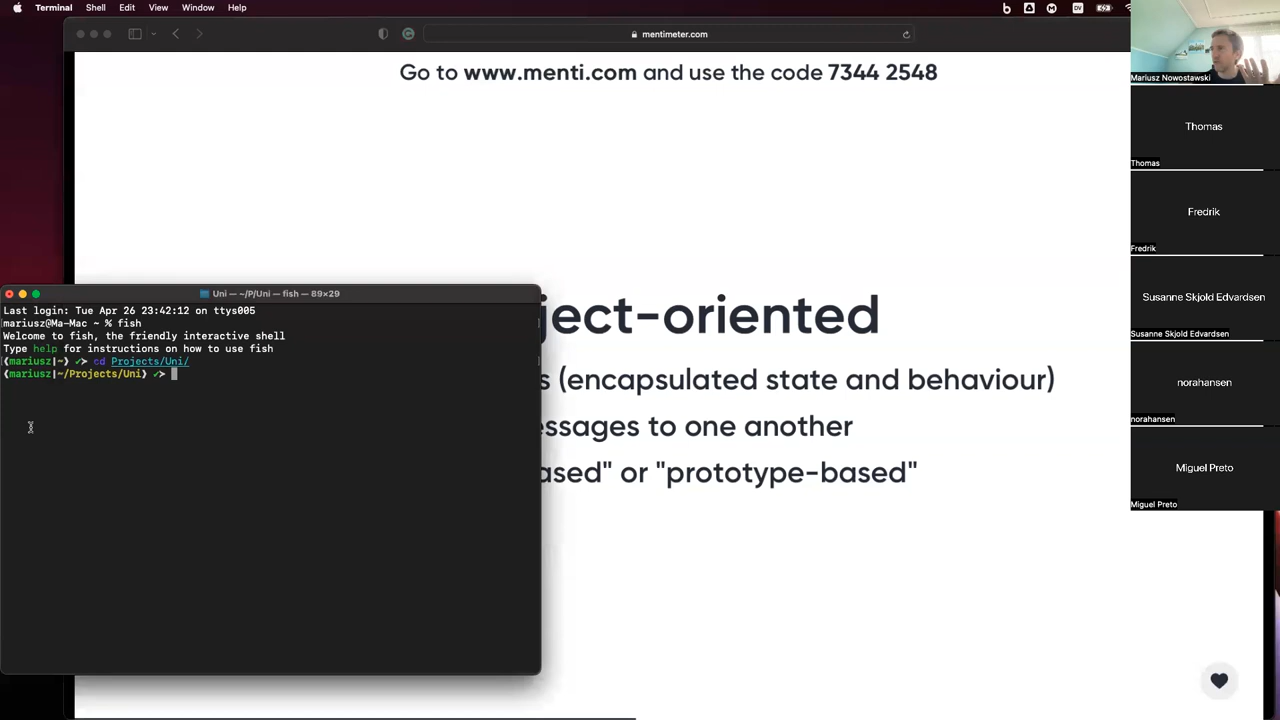 Terminal Shell Edit View Window Help
mentimeter.com
Go to www.menti.com and use the code 7344 2548
Mariusz Nowostawski
Thomas
Thomas
Fredrik
Fredrik
Susanne Skjold Edvardsen
Susanne Skjold Edvardsen
norahansen
norahansen
Miguel Preto
Miguel Preto
Uni — ~/P/Uni — fish — 89×29
Last login: Tue Apr 26 23:42:12 on ttys005
mariusz@Ma-Mac ~ % fish
Welcome to fish, the friendly interactive shell
Type help for instructions on how to use fish
(mariusz|~) ✔> cd Projects/Uni/
(mariusz|~/Projects/Uni) ✔>
ject-oriented
s (encapsulated state and behaviour)
essages to one another
ased" or "prototype-based"